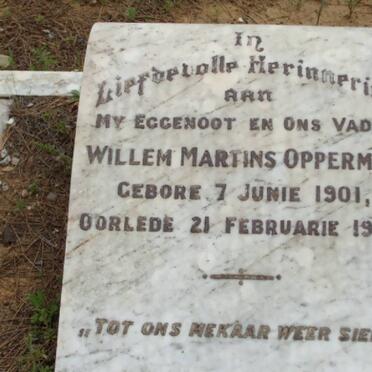 In
Liefdevolle Herinneri
aan
MY EGGENOOT EN ONS VAD
WILLEM MARTINS OPPERM
GEBORE 7 JUNIE 1901,
OORLEDE 21 FEBRUARIE 19
„TOT ONS MEKAAR WEER SIE